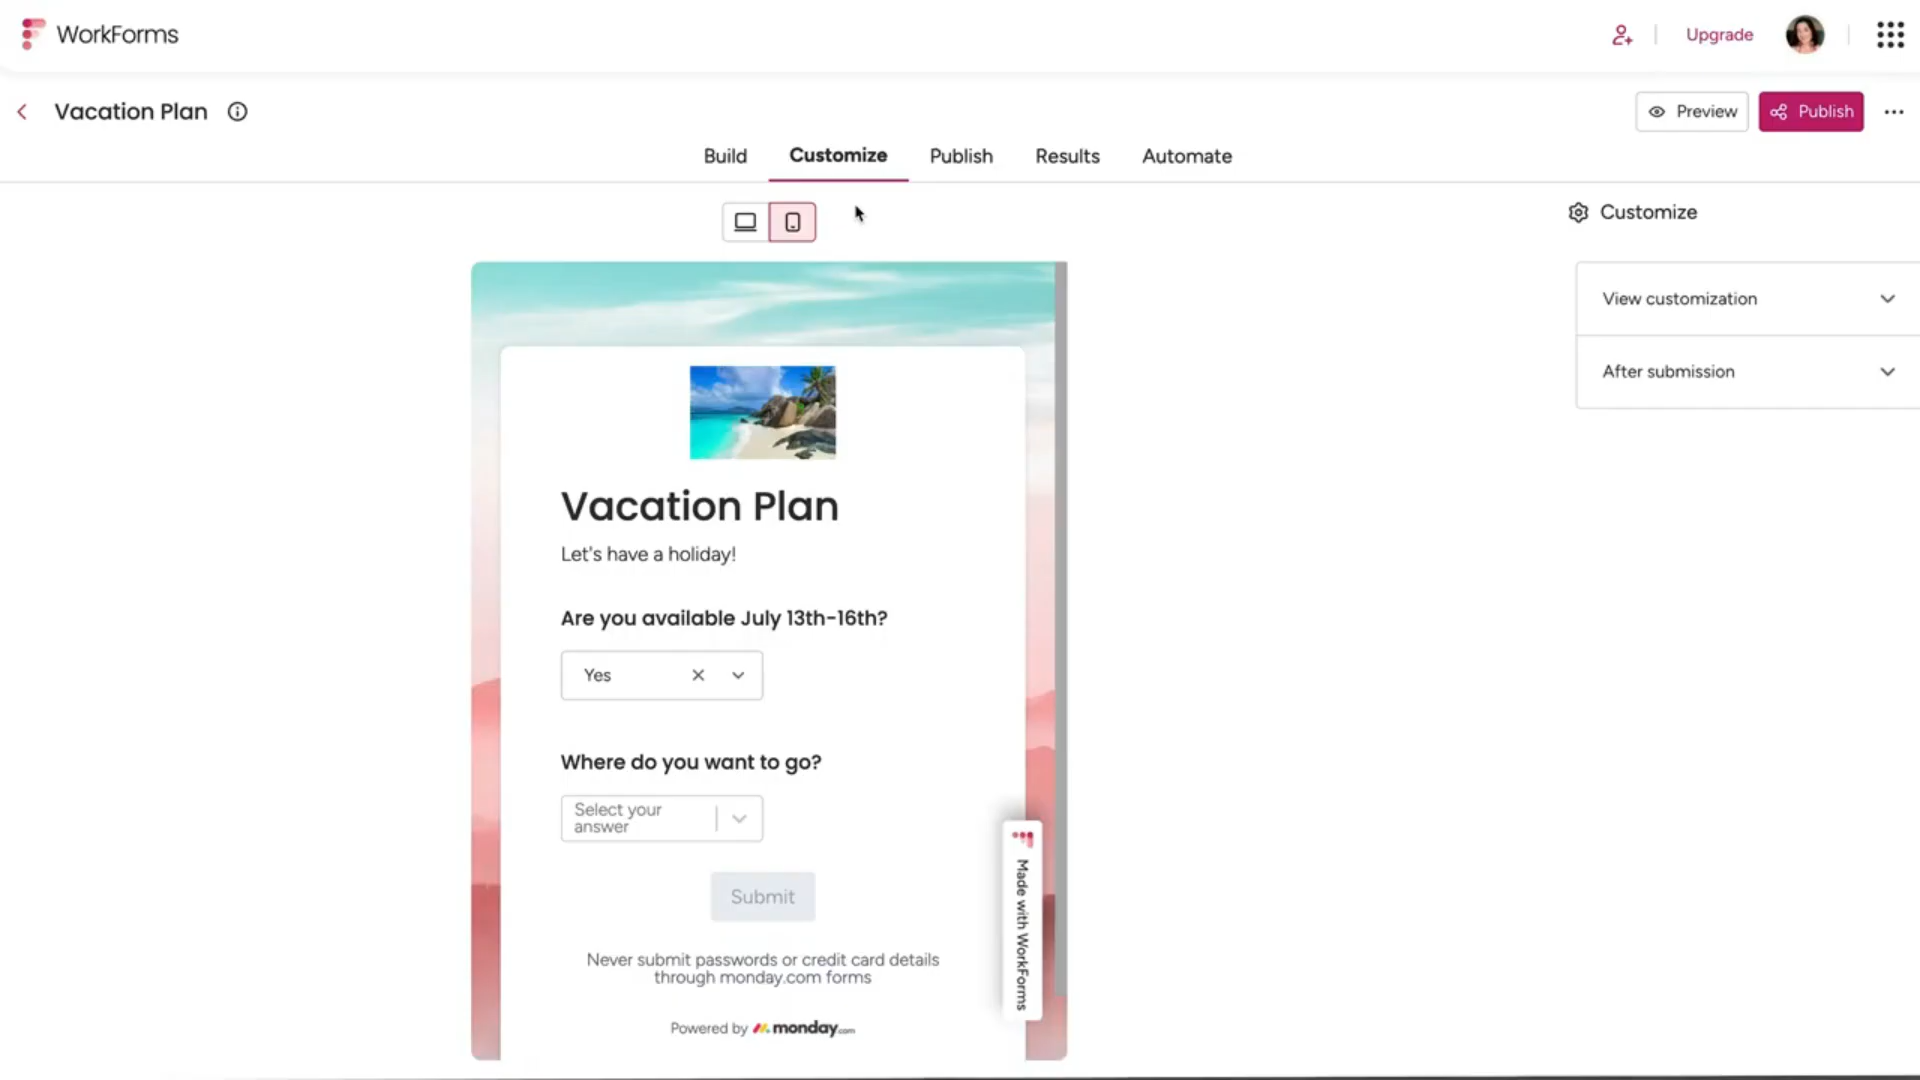 WorkForms
Upgrade
Vacation Plan
Preview
Publish
Build
Customize
Publish
Results
Automate
Customize
View customization
After submission
Vacation Plan
Let's have a holiday!
Are you available July 13th-16th?
Yes
Where do you want to go?
Select your
answer
Submit
Made with WorkForms
Never submit passwords or credit card details
through monday.com forms
Powered by monday.com